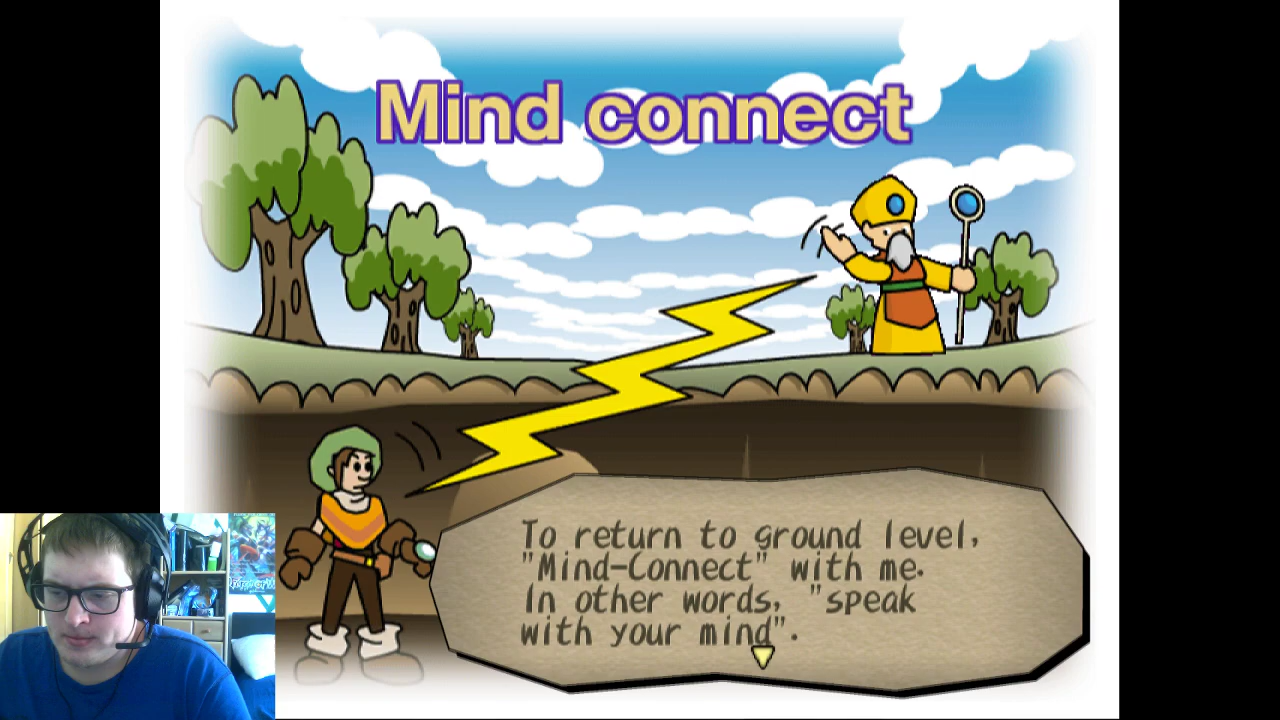 Mind connect
To return to ground level,
"Mind-Connect" with me.
In other words, "speak
with your mind".